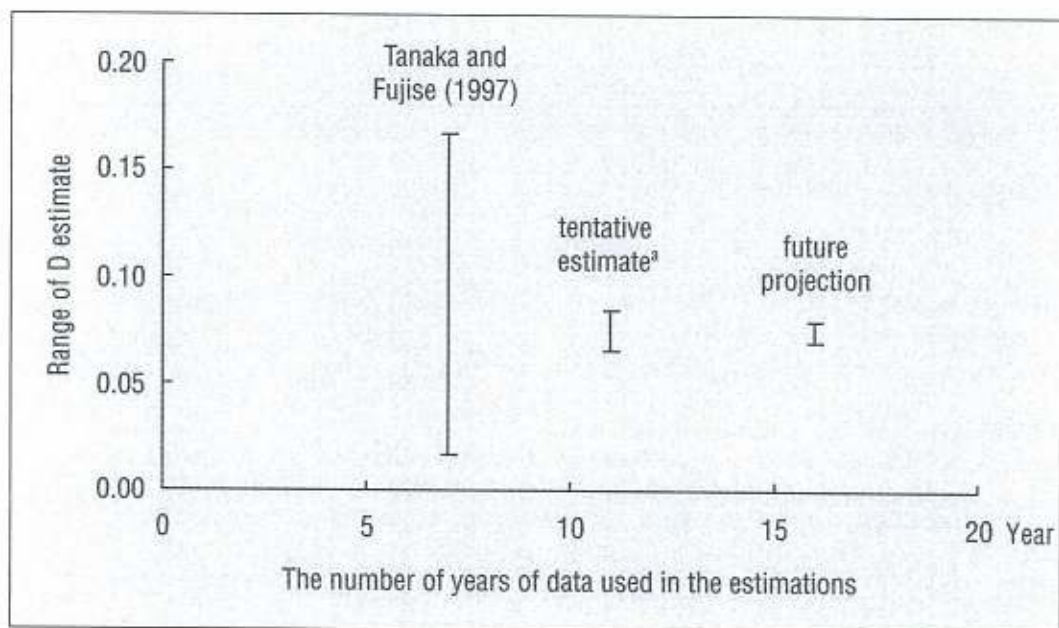 Tanaka and
Fujise (1997)
tentative
estimateᵃ
future
projection
Range of D estimate
0.20
0.15
0.10
0.05
0.00
0 5 10 15 20 Year
The number of years of data used in the estimations